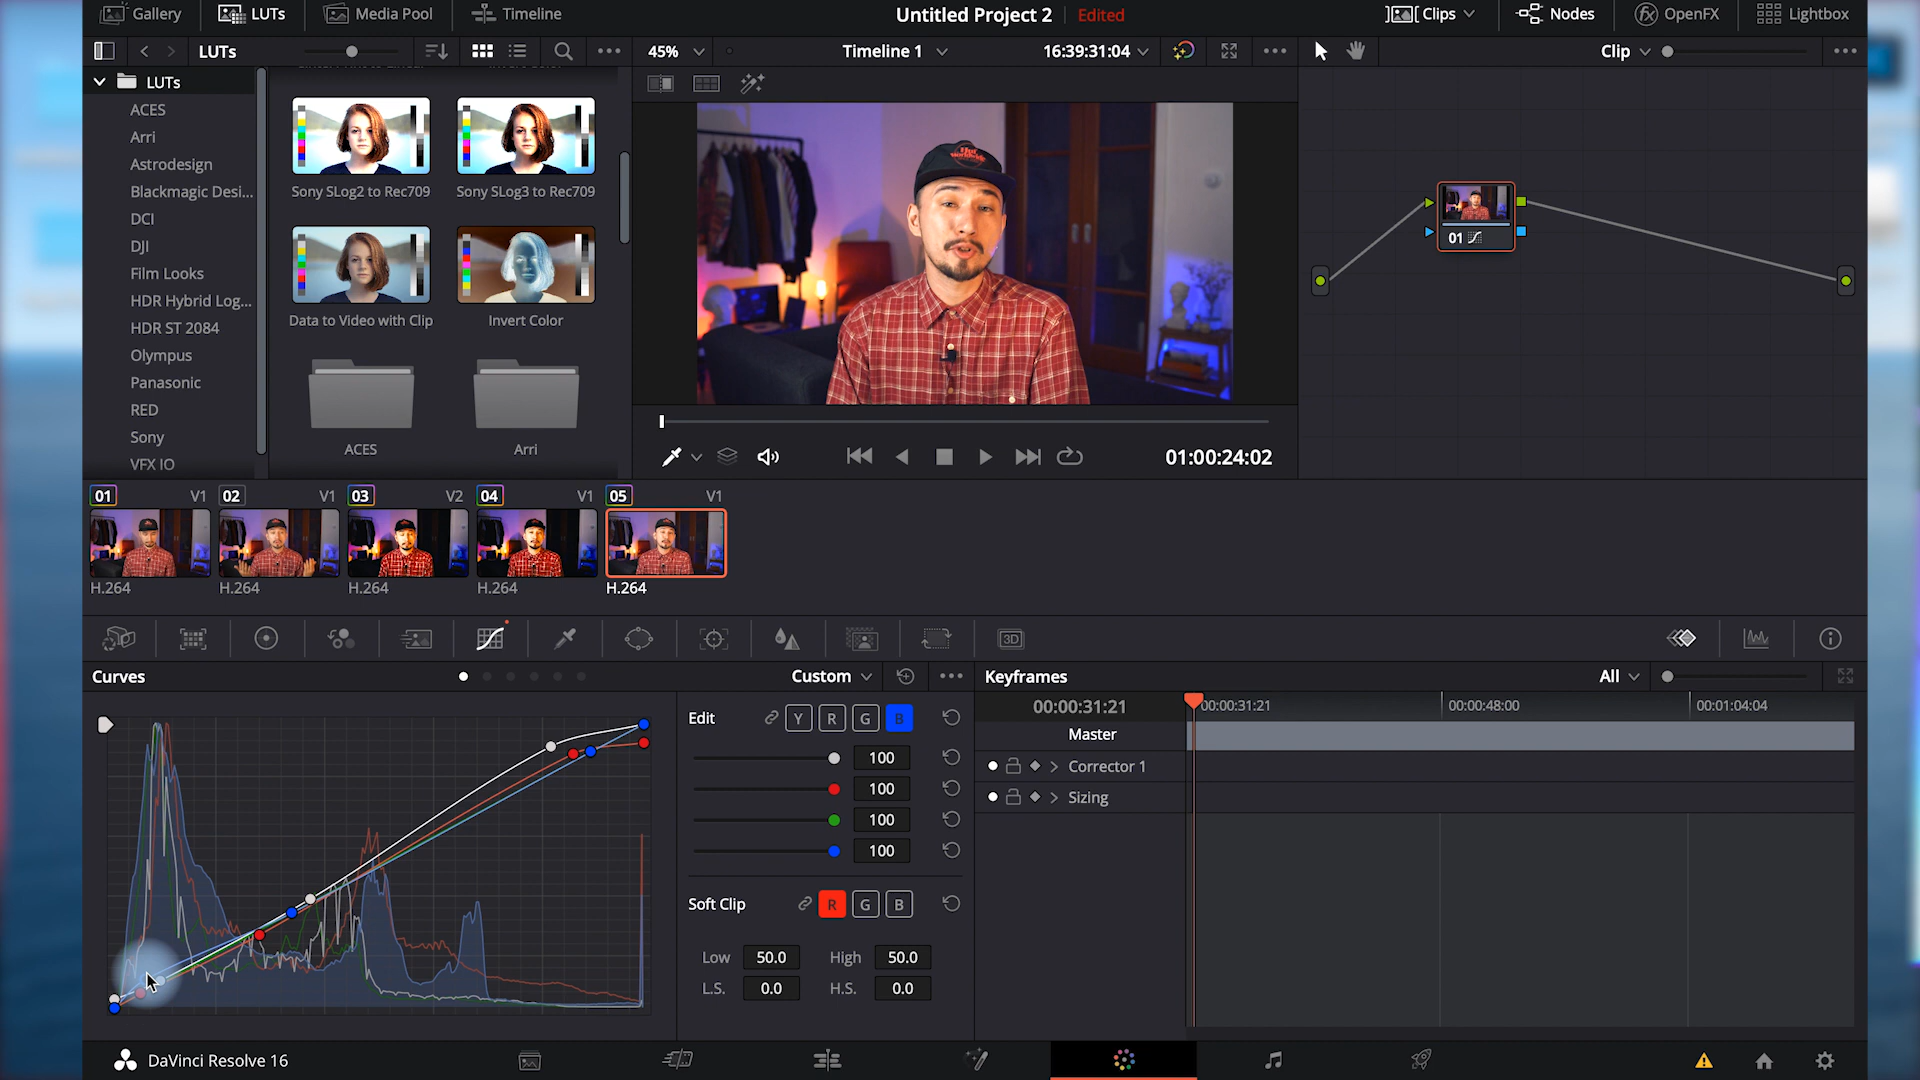 Gallery
LUTs
Media Pool
Timeline
Untitled Project 2
Edited
Clips
Nodes
OpenFX
Lightbox
LUTs
45%
Timeline 1
16:39:31:04
Clip
LUTs
ACES
Arri
Astrodesign
Blackmagic Desi...
DCI
DJI
Film Looks
HDR Hybrid Log...
HDR ST 2084
Olympus
Panasonic
RED
Sony
VFX IO
Sony SLog2 to Rec709
Sony SLog3 to Rec709
Data to Video with Clip
Invert Color
ACES
Arri
01
01:00:24:02
01 V1
02 V1
03 V2
04 V1
05 V1
H.264
H.264
H.264
H.264
H.264
3D
Curves
Custom
Keyframes
All
Edit
Y R G B
100
100
100
100
Soft Clip
R G B
Low 50.0 High 50.0
L.S. 0.0 H.S. 0.0
00:00:31:21
00:00:31:21
00:00:48:00
00:01:04:04
Master
Corrector 1
Sizing
DaVinci Resolve 16